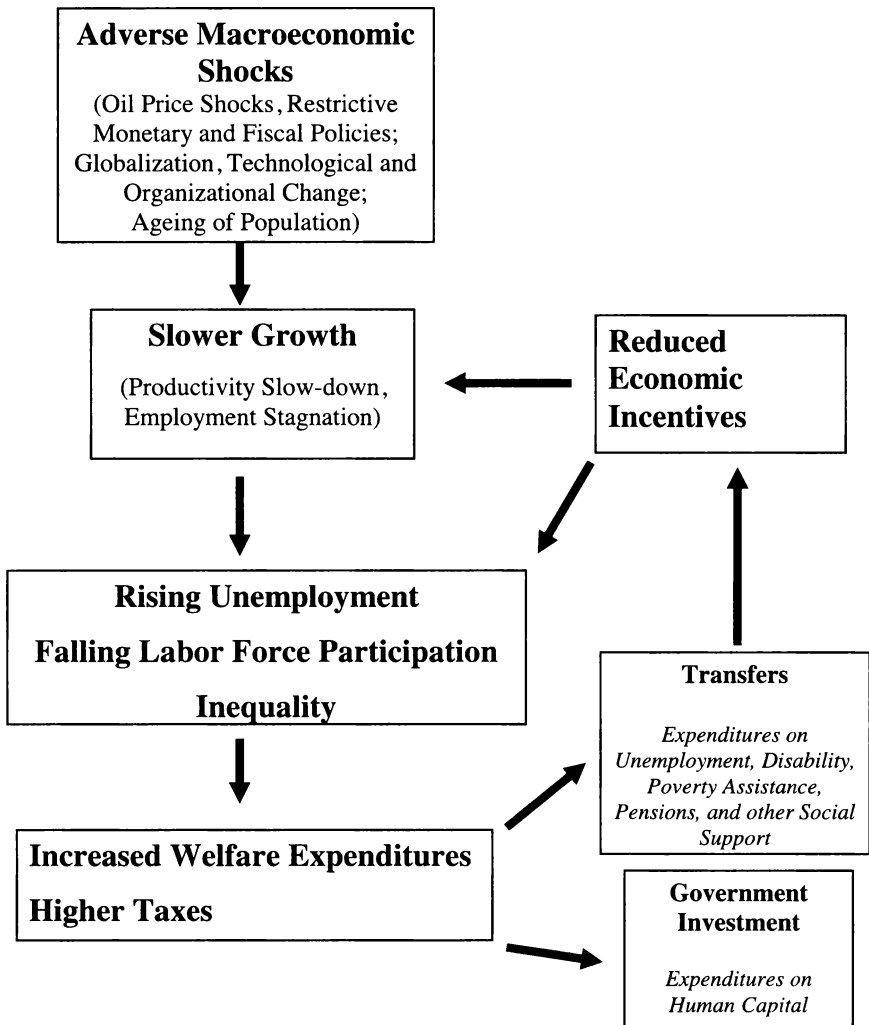 Adverse Macroeconomic
Shocks
(Oil Price Shocks, Restrictive
Monetary and Fiscal Policies;
Globalization, Technological and
Organizational Change;
Ageing of Population)
Slower Growth
(Productivity Slow-down,
Employment Stagnation)
Reduced
Economic
Incentives
Rising Unemployment
Falling Labor Force Participation
Inequality
Transfers
Expenditures on
Unemployment, Disability,
Poverty Assistance,
Pensions, and other Social
Support
Increased Welfare Expenditures
Higher Taxes
Government
Investment
Expenditures on
Human Capital